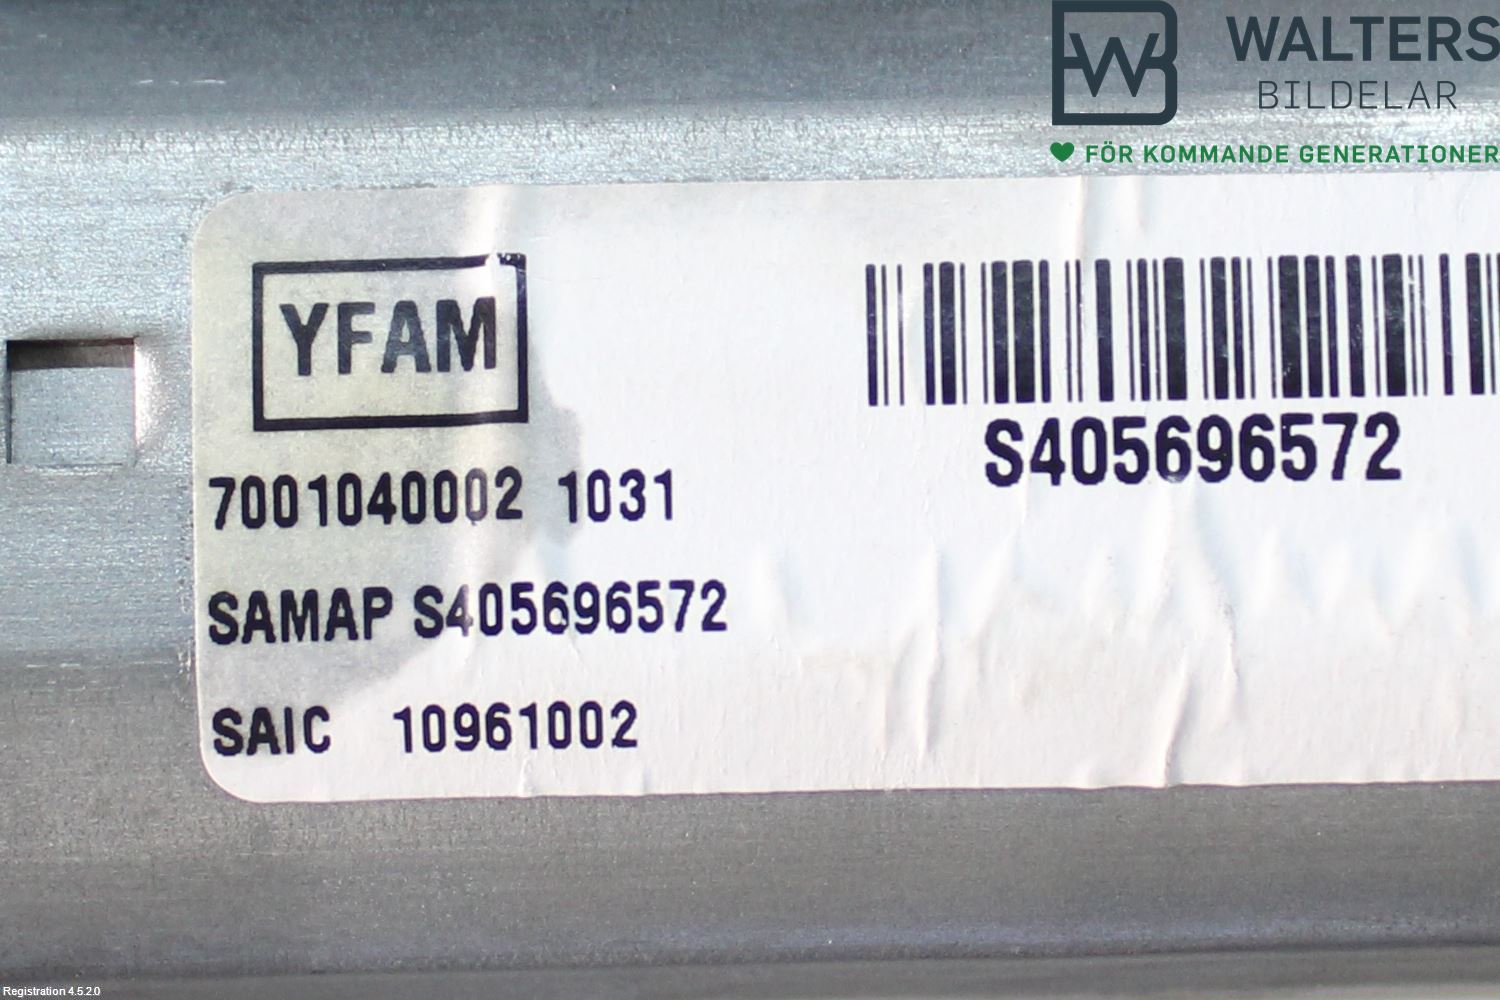 WALTERS
BILDELAR
FÖR KOMMANDE GENERATIONER
YFAM
S405696572
7001040002 1031
SAMAP S405696572
SAIC 10961002
Registration 4.5.2.0